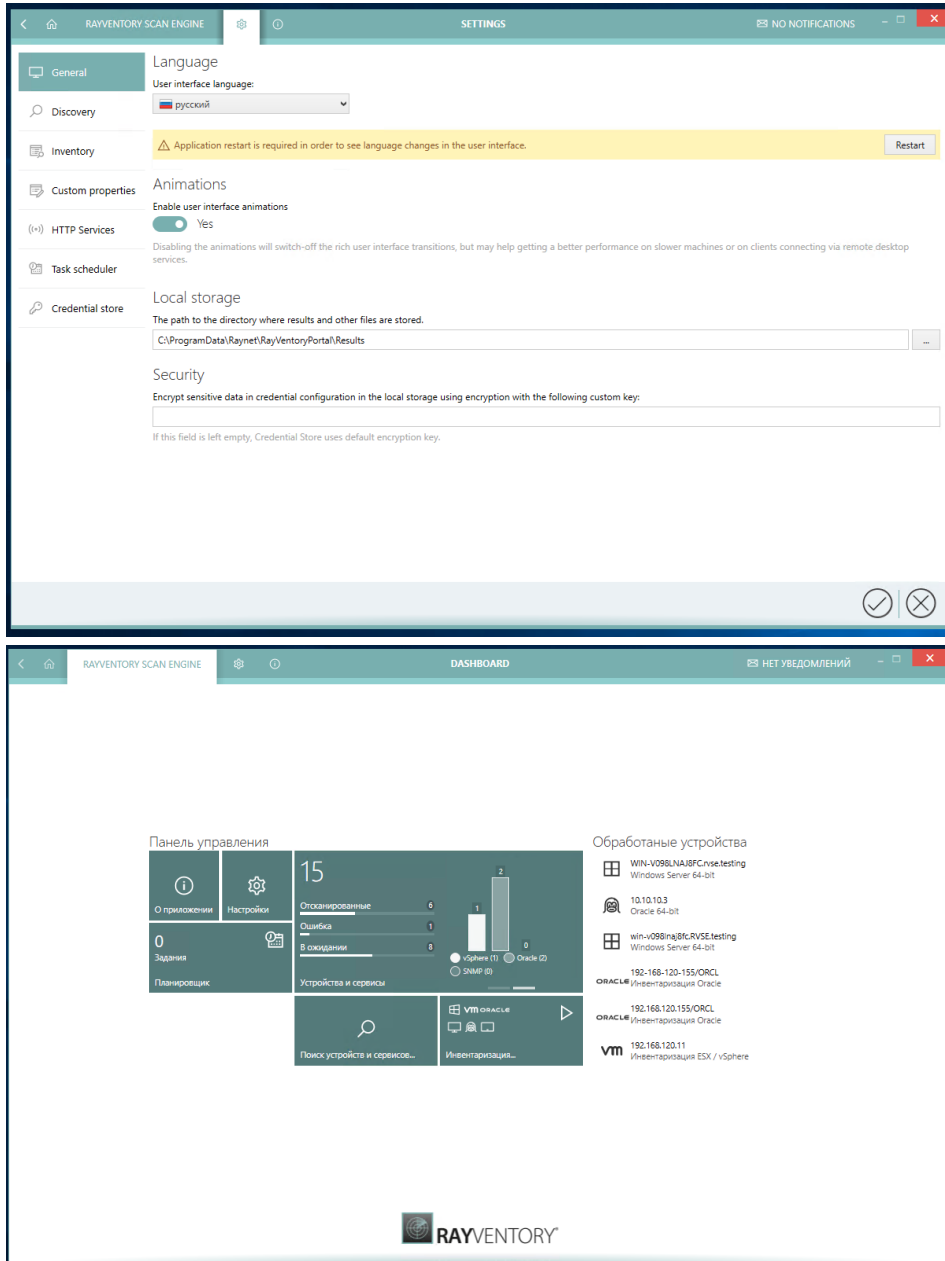 RAYVENTORY SCAN ENGINE
SETTINGS
NO NOTIFICATIONS
General
Discovery
Inventory
Custom properties
HTTP Services
Task scheduler
Credential store
Language
User interface language:
русский
Application restart is required in order to see language changes in the user interface.
Restart
Animations
Enable user interface animations
Yes
Disabling the animations will switch-off the rich user interface transitions, but may help getting a better performance on slower machines or on clients connecting via remote desktop
services.
Local storage
The path to the directory where results and other files are stored.
C:\ProgramData\Raynet\RayVentoryPortal\Results
...
Security
Encrypt sensitive data in credential configuration in the local storage using encryption with the following custom key:
If this field is left empty, Credential Store uses default encryption key.
RAYVENTORY SCAN ENGINE
DASHBOARD
НЕТ УВЕДОМЛЕНИЙ
Панель управления
О приложении
Настройки
0
Задания
Планировщик
15
Отсканированные 6
Ошибка 1
В ожидании 8
1
2
0
vSphere (1) Oracle (2)
SNMP (0)
Устройства и сервисы
Поиск устройств и сервисов...
vm ORACLE
Инвентаризация...
Обработаные устройства
WIN-V098LNAJ8FC.rvse.testing
Windows Server 64-bit
10.10.10.3
Oracle 64-bit
win-v098lnaj8fc.RVSE.testing
Windows Server 64-bit
192-168-120-155/ORCL
ORACLE Инвентаризация Oracle
192.168.120.155/ORCL
ORACLE Инвентаризация Oracle
vm 192.168.120.11
Инвентаризация ESX / vSphere
RAYVENTORY